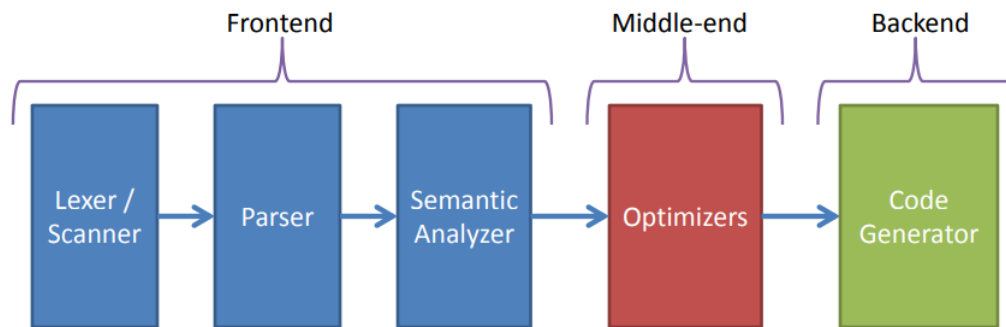 Frontend
Middle-end
Backend
Lexer /
Scanner
Parser
Semantic
Analyzer
Optimizers
Code
Generator